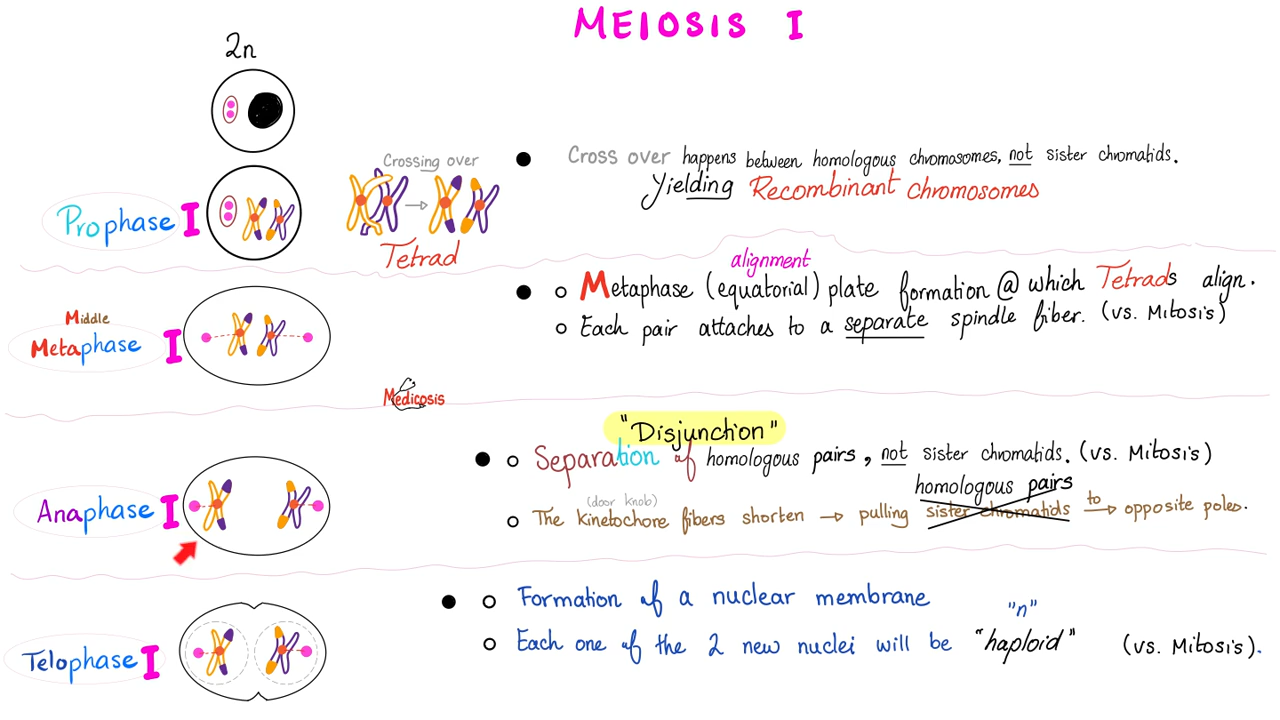 MEIOSIS I
2n
Crossing over
Tetrad
Prophase I
● Cross over happens between homologous chromosomes, not sister chromatids.
Yielding Recombinant chromosomes
alignment
Middle
Metaphase I
● ○ Metaphase (equatorial) plate formation @ which Tetrads align.
○ Each pair attaches to a separate spindle fiber. (vs. Mitosis)
Medicosis
"Disjunction"
Anaphase I
● ○ Separation of homologous pairs, not sister chromatids. (vs. Mitosis)
homologous pairs
(door knob)
○ The kinetochore fibers shorten → pulling sister chromatids to → opposite poles.
Telophase I
● ○ Formation of a nuclear membrane
"n"
○ Each one of the 2 new nuclei will be "haploid" (vs. Mitosis).